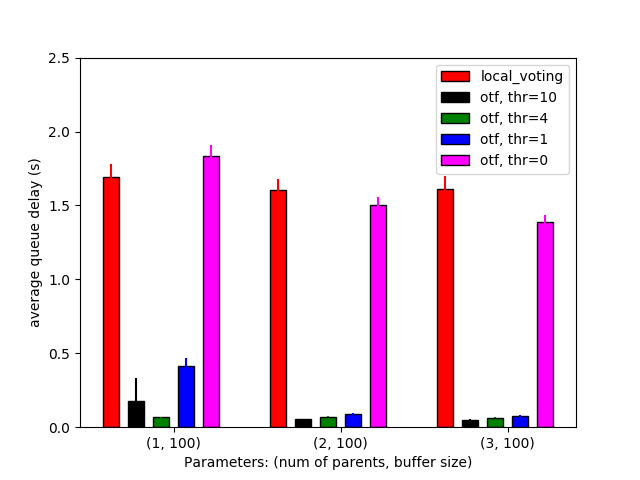 2.5
2.0
1.5
1.0
0.5
0.0
average queue delay (s)
local_voting
otf, thr=10
otf, thr=4
otf, thr=1
otf, thr=0
(1, 100)
(2, 100)
(3, 100)
Parameters: (num of parents, buffer size)